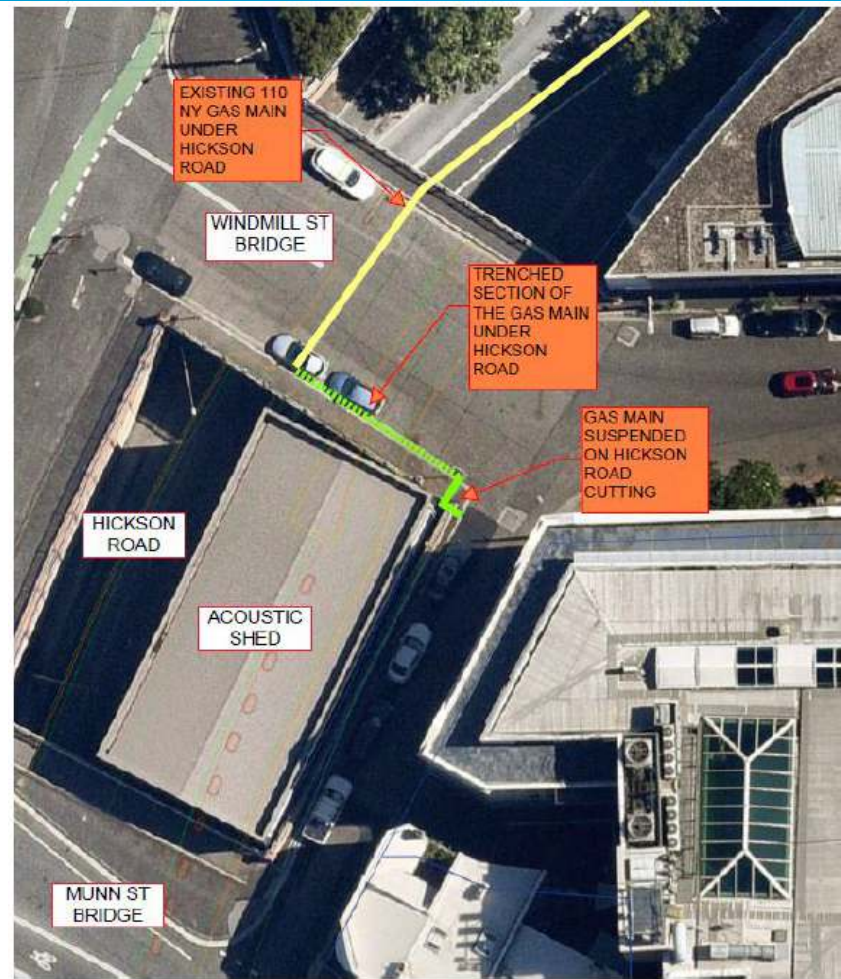 EXISTING 110
NY GAS MAIN
UNDER
HICKSON
ROAD
WINDMILL ST
BRIDGE
TRENCHED
SECTION OF
THE GAS MAIN
UNDER
HICKSON
ROAD
GAS MAIN
SUSPENDED
ON HICKSON
ROAD
CUTTING
HICKSON
ROAD
ACOUSTIC
SHED
MUNN ST
BRIDGE